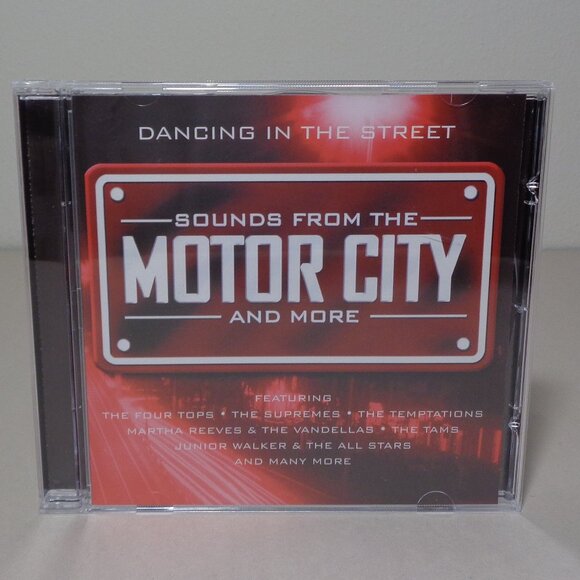 DANCING IN THE STREET
SOUNDS FROM THE
MOTOR CITY
AND MORE
FEATURING
THE FOUR TOPS • THE SUPREMES • THE TEMPTATIONS
MARTHA REEVES & THE VANDELLAS • THE TAMS
JUNIOR WALKER & THE ALL STARS
AND MANY MORE